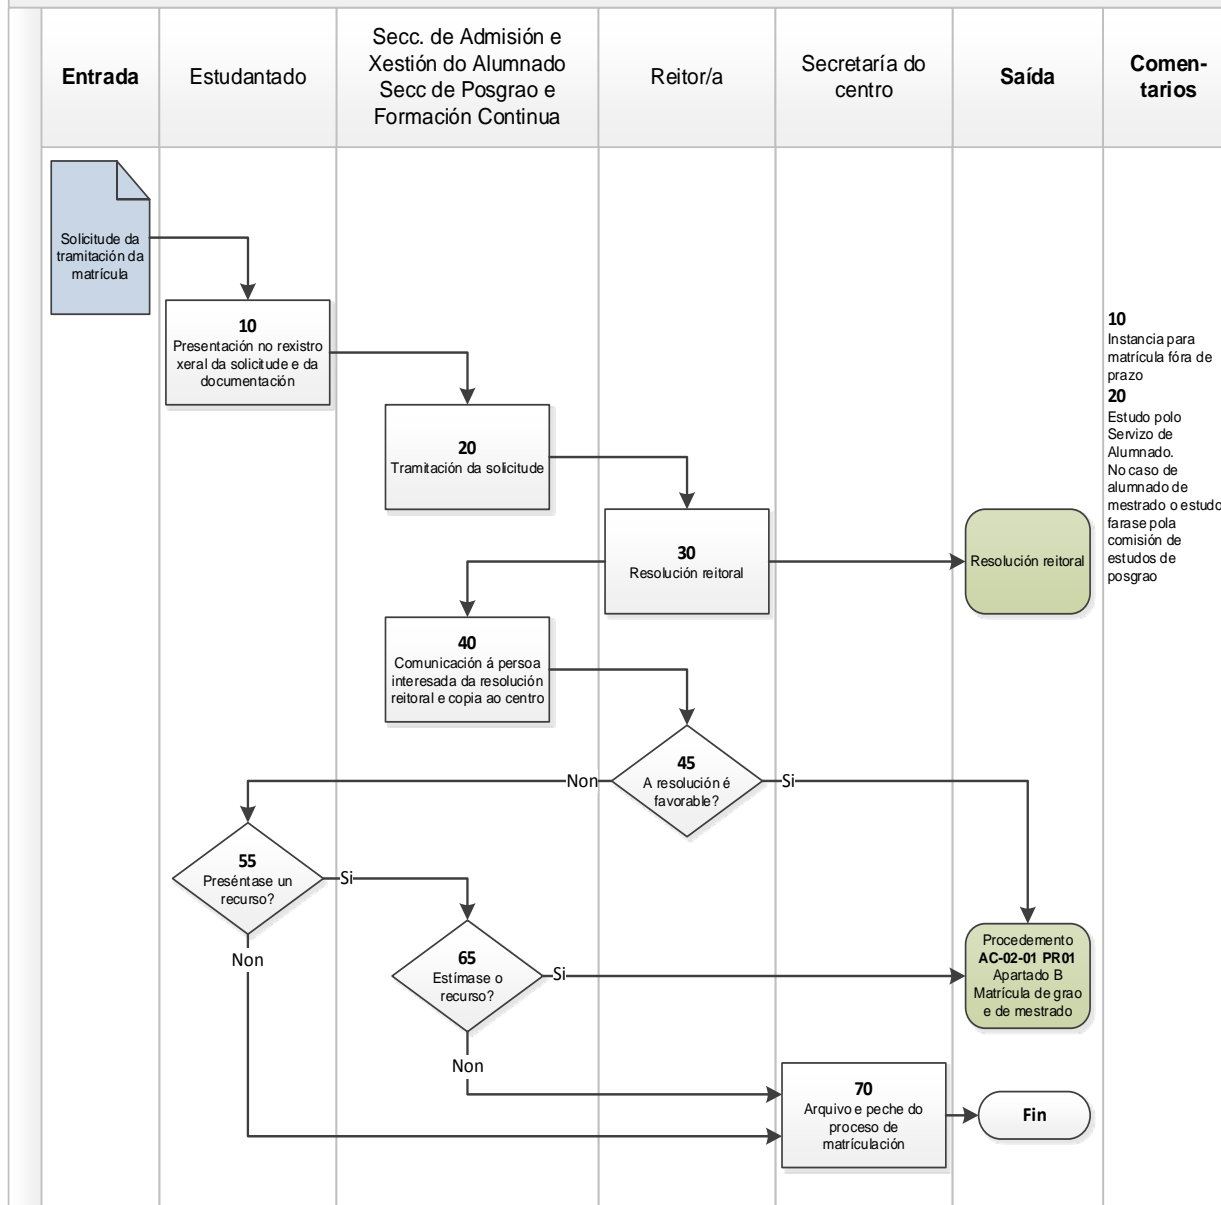 Entrada
Estudantado
Secc. de Admisión e
Xestión do Alumnado
Secc de Posgrao e
Formación Continua
Reitor/a
Secretaría do
centro
Saída
Comen-
tarios
Solicitude da
tramitación da
matrícula
10
Presentación no rexistro
xeral da solicitude e da
documentación
20
Tramitación da solicitude
30
Resolución reitoral
Resolución reitoral
10
Instancia para
matrícula fóra de
prazo
20
Estudo polo
Servizo de
Alumnado.
No caso de
alumnado de
mestrado o estudo
farase pola
comisión de
estudos de
posgrao
40
Comunicación á persoa
interesada da resolución
reitoral e copia ao centro
45
A resolución é
favorable?
Non
Si
55
Preséntase un
recurso?
Si
Non
65
Estímase o
recurso?
Si
Non
Procedemento
AC-02-01 PR01
Apartado B
Matrícula de grao
e de mestrado
70
Arquivo e peche do
proceso de
matrículación
Fin